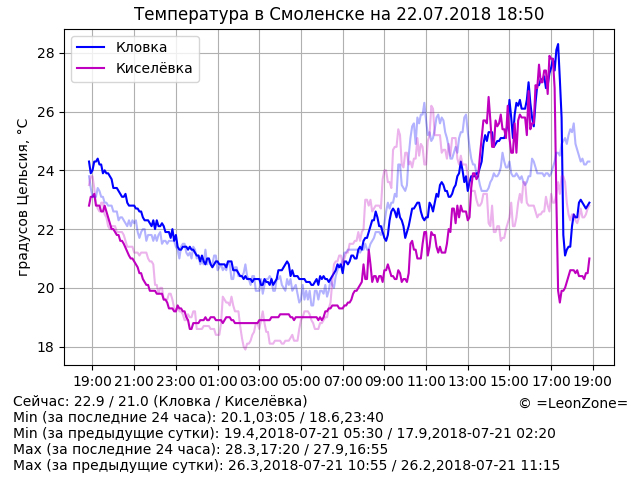 Температура в Смоленске на 22.07.2018 18:50
Кловка
Киселёвка
градусов Цельсия, °C
28
26
24
22
20
18
19:00 21:00 23:00 01:00 03:00 05:00 07:00 09:00 11:00 13:00 15:00 17:00 19:00
Сейчас: 22.9 / 21.0 (Кловка / Киселёвка)
© =LeonZone=
Min (за последние 24 часа): 20.1,03:05 / 18.6,23:40
Min (за предыдущие сутки): 19.4,2018-07-21 05:30 / 17.9,2018-07-21 02:20
Max (за последние 24 часа): 28.3,17:20 / 27.9,16:55
Max (за предыдущие сутки): 26.3,2018-07-21 10:55 / 26.2,2018-07-21 11:15